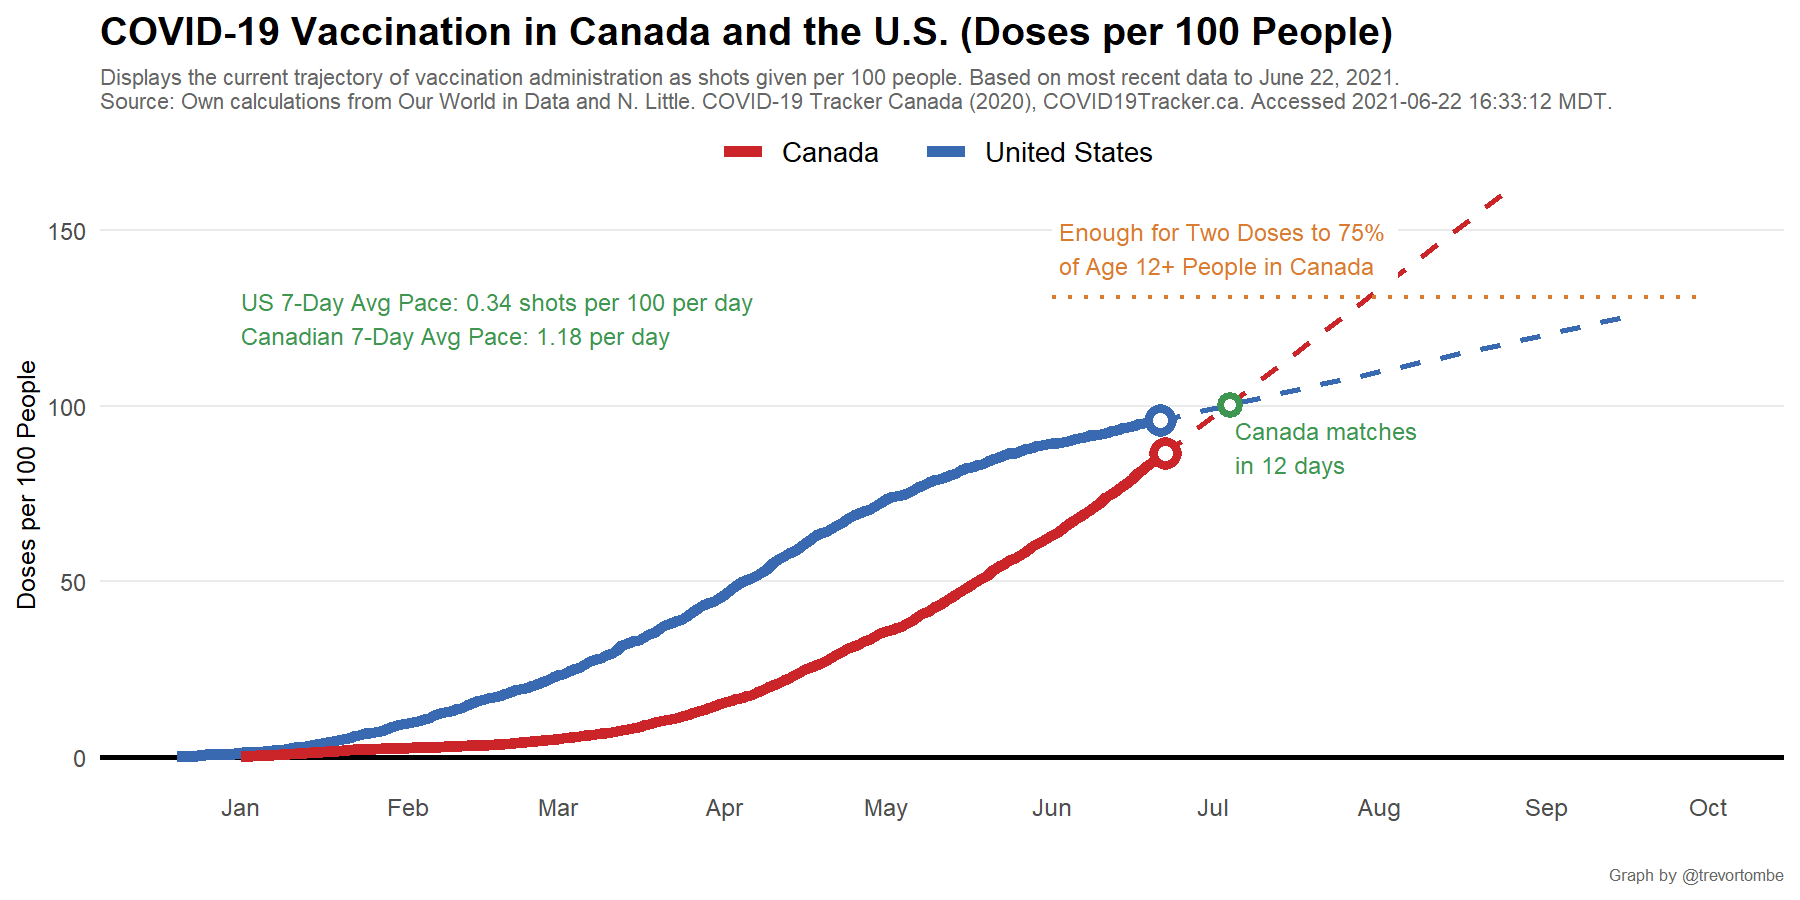 COVID-19 Vaccination in Canada and the U.S. (Doses per 100 People)
Displays the current trajectory of vaccination administration as shots given per 100 people. Based on most recent data to June 22, 2021.
Source: Own calculations from Our World in Data and N. Little. COVID-19 Tracker Canada (2020), COVID19Tracker.ca. Accessed 2021-06-22 16:33:12 MDT.
Canada
United States
150
100
50
0
Doses per 100 People
Enough for Two Doses to 75%
of Age 12+ People in Canada
US 7-Day Avg Pace: 0.34 shots per 100 per day
Canadian 7-Day Avg Pace: 1.18 per day
Canada matches
in 12 days
Jan
Feb
Mar
Apr
May
Jun
Jul
Aug
Sep
Oct
Graph by @trevortombe